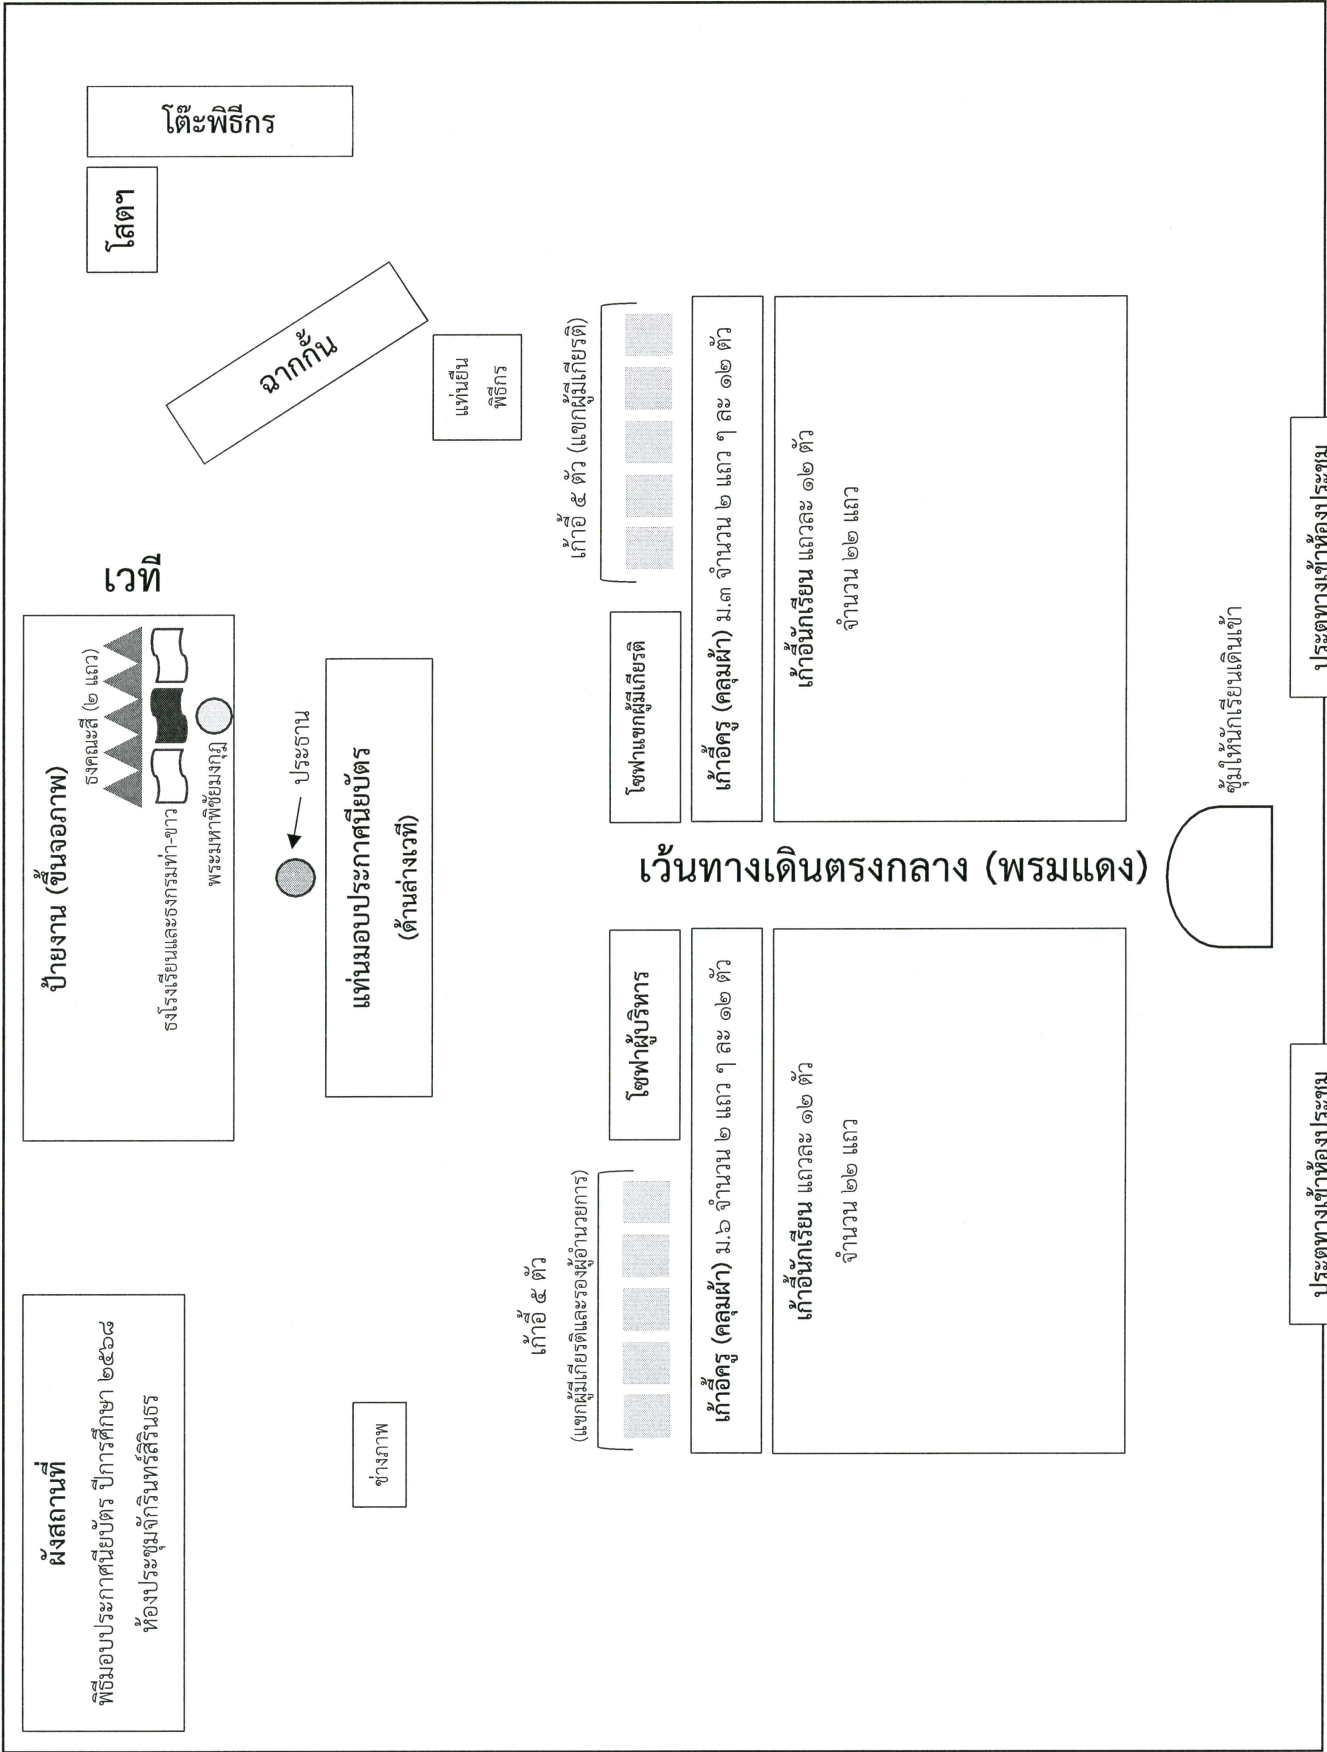 ผังสถานที่
พิธีมอบประกาศนียบัตร ปีการศึกษา ๒๕๖๘
ห้องประชุมจักรินทร์สิรินธร
ป้ายงาน (ขึ้นจอภาพ)
ธงคณะสี (๒ แถว)
ธงโรงเรียนและธงกรมท่า-ขาว
พระมหาพิชัยมงกุฎ
เวที
โสตฯ
โต๊ะพิธีกร
ฉากกั้น
ประธาน
แท่นมอบประกาศนียบัตร
(ด้านล่างเวที)
ช่างภาพ
แท่นยืน
พิธีกร
เก้าอี้ ๕ ตัว
(แขกผู้มีเกียรติและรองผู้อำนวยการ)
เก้าอี้ ๕ ตัว (แขกผู้มีเกียรติ)
โซฟาผู้บริหาร
โซฟาแขกผู้มีเกียรติ
เก้าอี้ครู (คลุมผ้า) ม.๖ จำนวน ๒ แถว ๆ ละ ๑๒ ตัว
เก้าอี้ครู (คลุมผ้า) ม.๓ จำนวน ๒ แถว ๆ ละ ๑๒ ตัว
เก้าอี้นักเรียน แถวละ ๑๒ ตัว
จำนวน ๒๒ แถว
เว้นทางเดินตรงกลาง (พรมแดง)
เก้าอี้นักเรียน แถวละ ๑๒ ตัว
จำนวน ๒๒ แถว
ซุ้มให้นักเรียนเดินเข้า
ประตูทางเข้าห้องประชุม
ประตูทางเข้าห้องประชุม